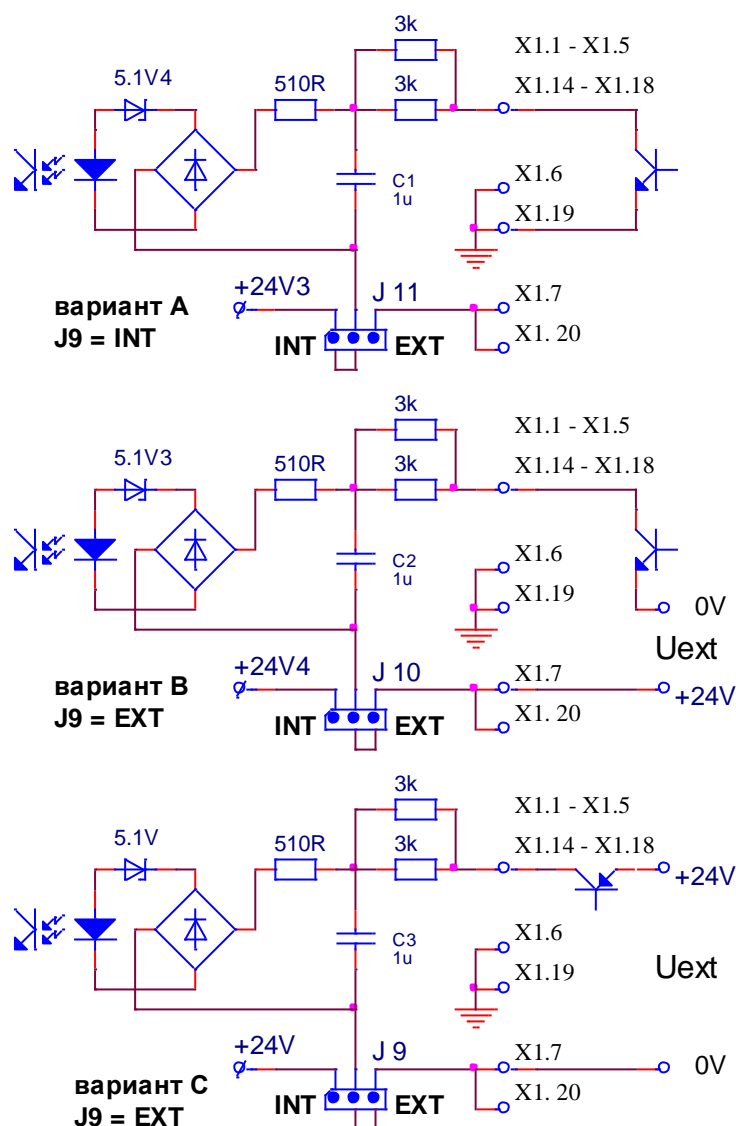 3k
X1.1 - X1.5
5.1V4
510R
3k
X1.14 - X1.18
C1
1u
X1.6
X1.19
+24V3
J 11
X1.7
вариант A
J9 = INT
INT
EXT
X1. 20
3k
X1.1 - X1.5
5.1V3
510R
3k
X1.14 - X1.18
C2
1u
X1.6
X1.19
0V
Uext
+24V4
J 10
X1.7
+24V
вариант B
J9 = EXT
INT
EXT
X1. 20
3k
X1.1 - X1.5
5.1V
510R
3k
X1.14 - X1.18
+24V
C3
1u
X1.6
X1.19
Uext
+24V
J 9
X1.7
0V
вариант C
J9 = EXT
INT
EXT
X1. 20